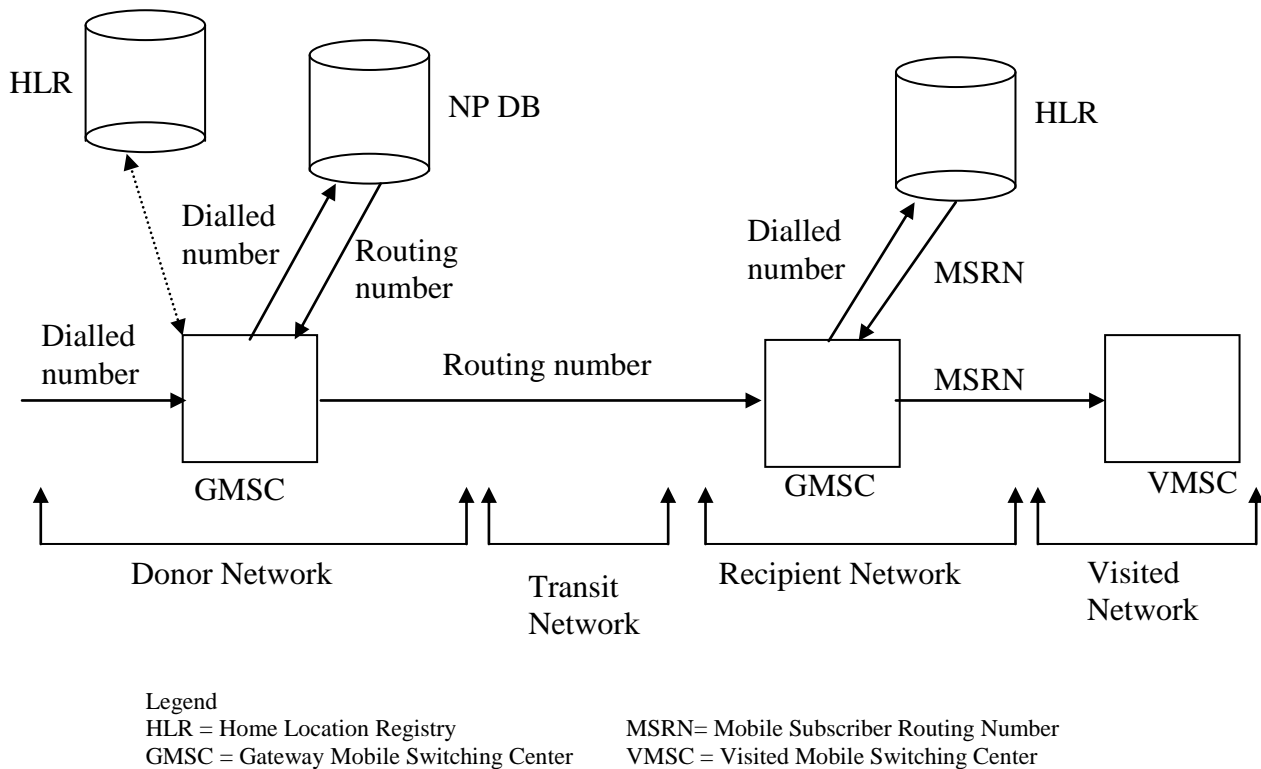 HLR
NP DB
HLR
Dialled
number
Routing
number
Dialled
number
MSRN
Dialled
number
Routing number
MSRN
GMSC
GMSC
VMSC
Donor Network
Transit
Network
Recipient Network
Visited
Network
Legend
HLR = Home Location Registry
MSRN= Mobile Subscriber Routing Number
GMSC = Gateway Mobile Switching Center
VMSC = Visited Mobile Switching Center